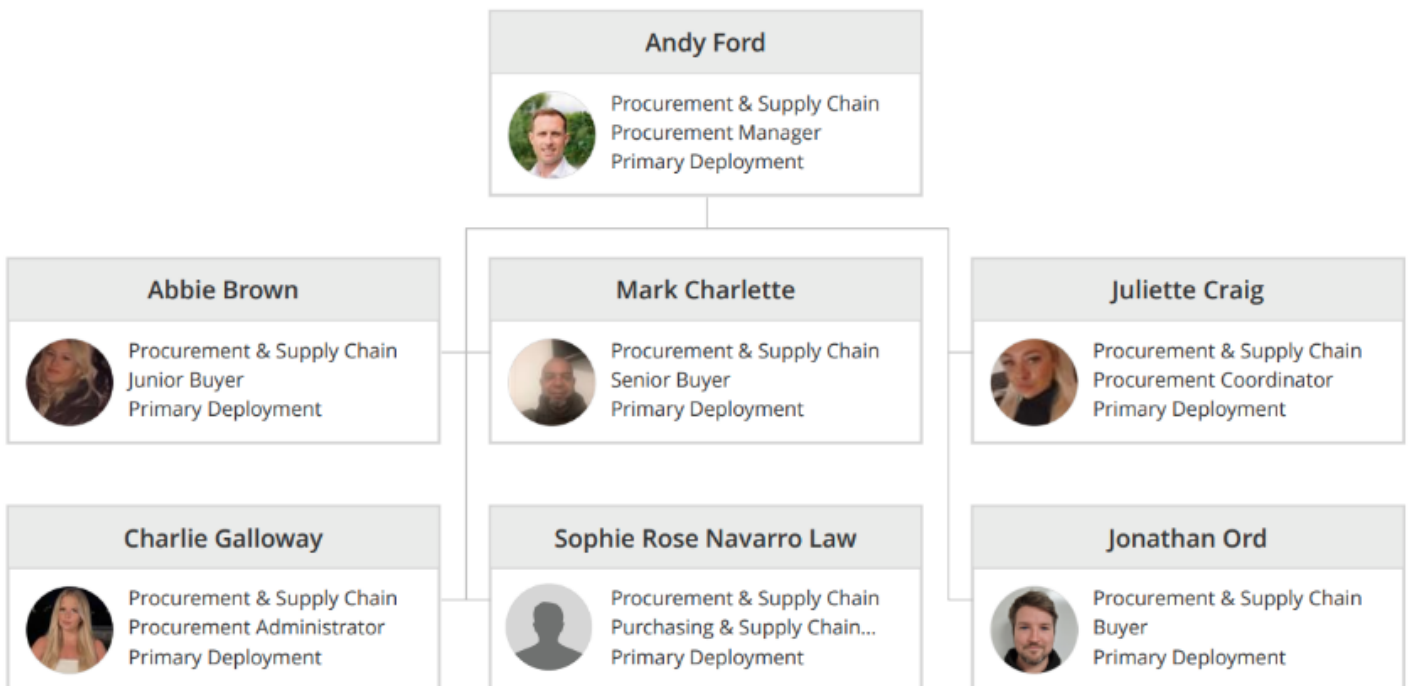 Andy Ford
Procurement & Supply Chain
Procurement Manager
Primary Deployment
Abbie Brown
Procurement & Supply Chain
Junior Buyer
Primary Deployment
Mark Charlette
Procurement & Supply Chain
Senior Buyer
Primary Deployment
Juliette Craig
Procurement & Supply Chain
Procurement Coordinator
Primary Deployment
Charlie Galloway
Procurement & Supply Chain
Procurement Administrator
Primary Deployment
Sophie Rose Navarro Law
Procurement & Supply Chain
Purchasing & Supply Chain...
Primary Deployment
Jonathan Ord
Procurement & Supply Chain
Buyer
Primary Deployment